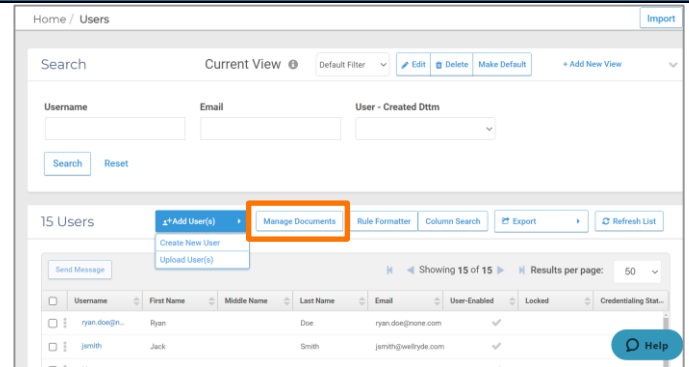 Home / Users
Import
Search
Current View
Default Filter
Edit
Delete
Make Default
+ Add New View
Username
Email
User - Created Dttm
Search
Reset
15 Users
+Add User(s)
Manage Documents
Rule Formatter
Column Search
Export
Refresh List
Create New User
Upload User(s)
Send Message
Showing 15 of 15
Results per page:
50
Username
First Name
Middle Name
Last Name
Email
User-Enabled
Locked
Credentialing Stat...
ryan.doe@n...
Ryan
Doe
ryan.doe@none.com
jsmith
Jack
Smith
jsmith@wellryde.com
Help